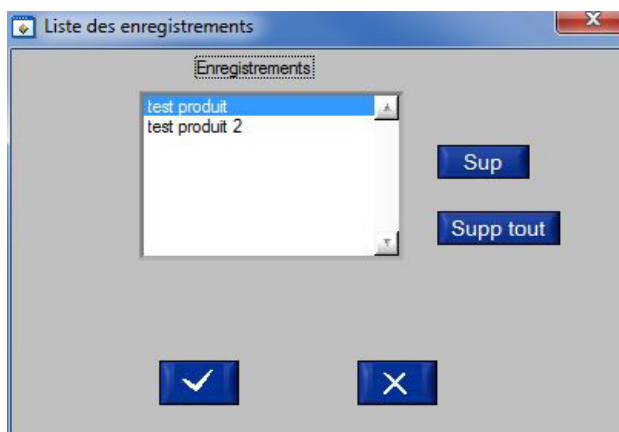 Liste des enregistrements
Enregistrements
test produit
test produit 2
Sup
Supp tout